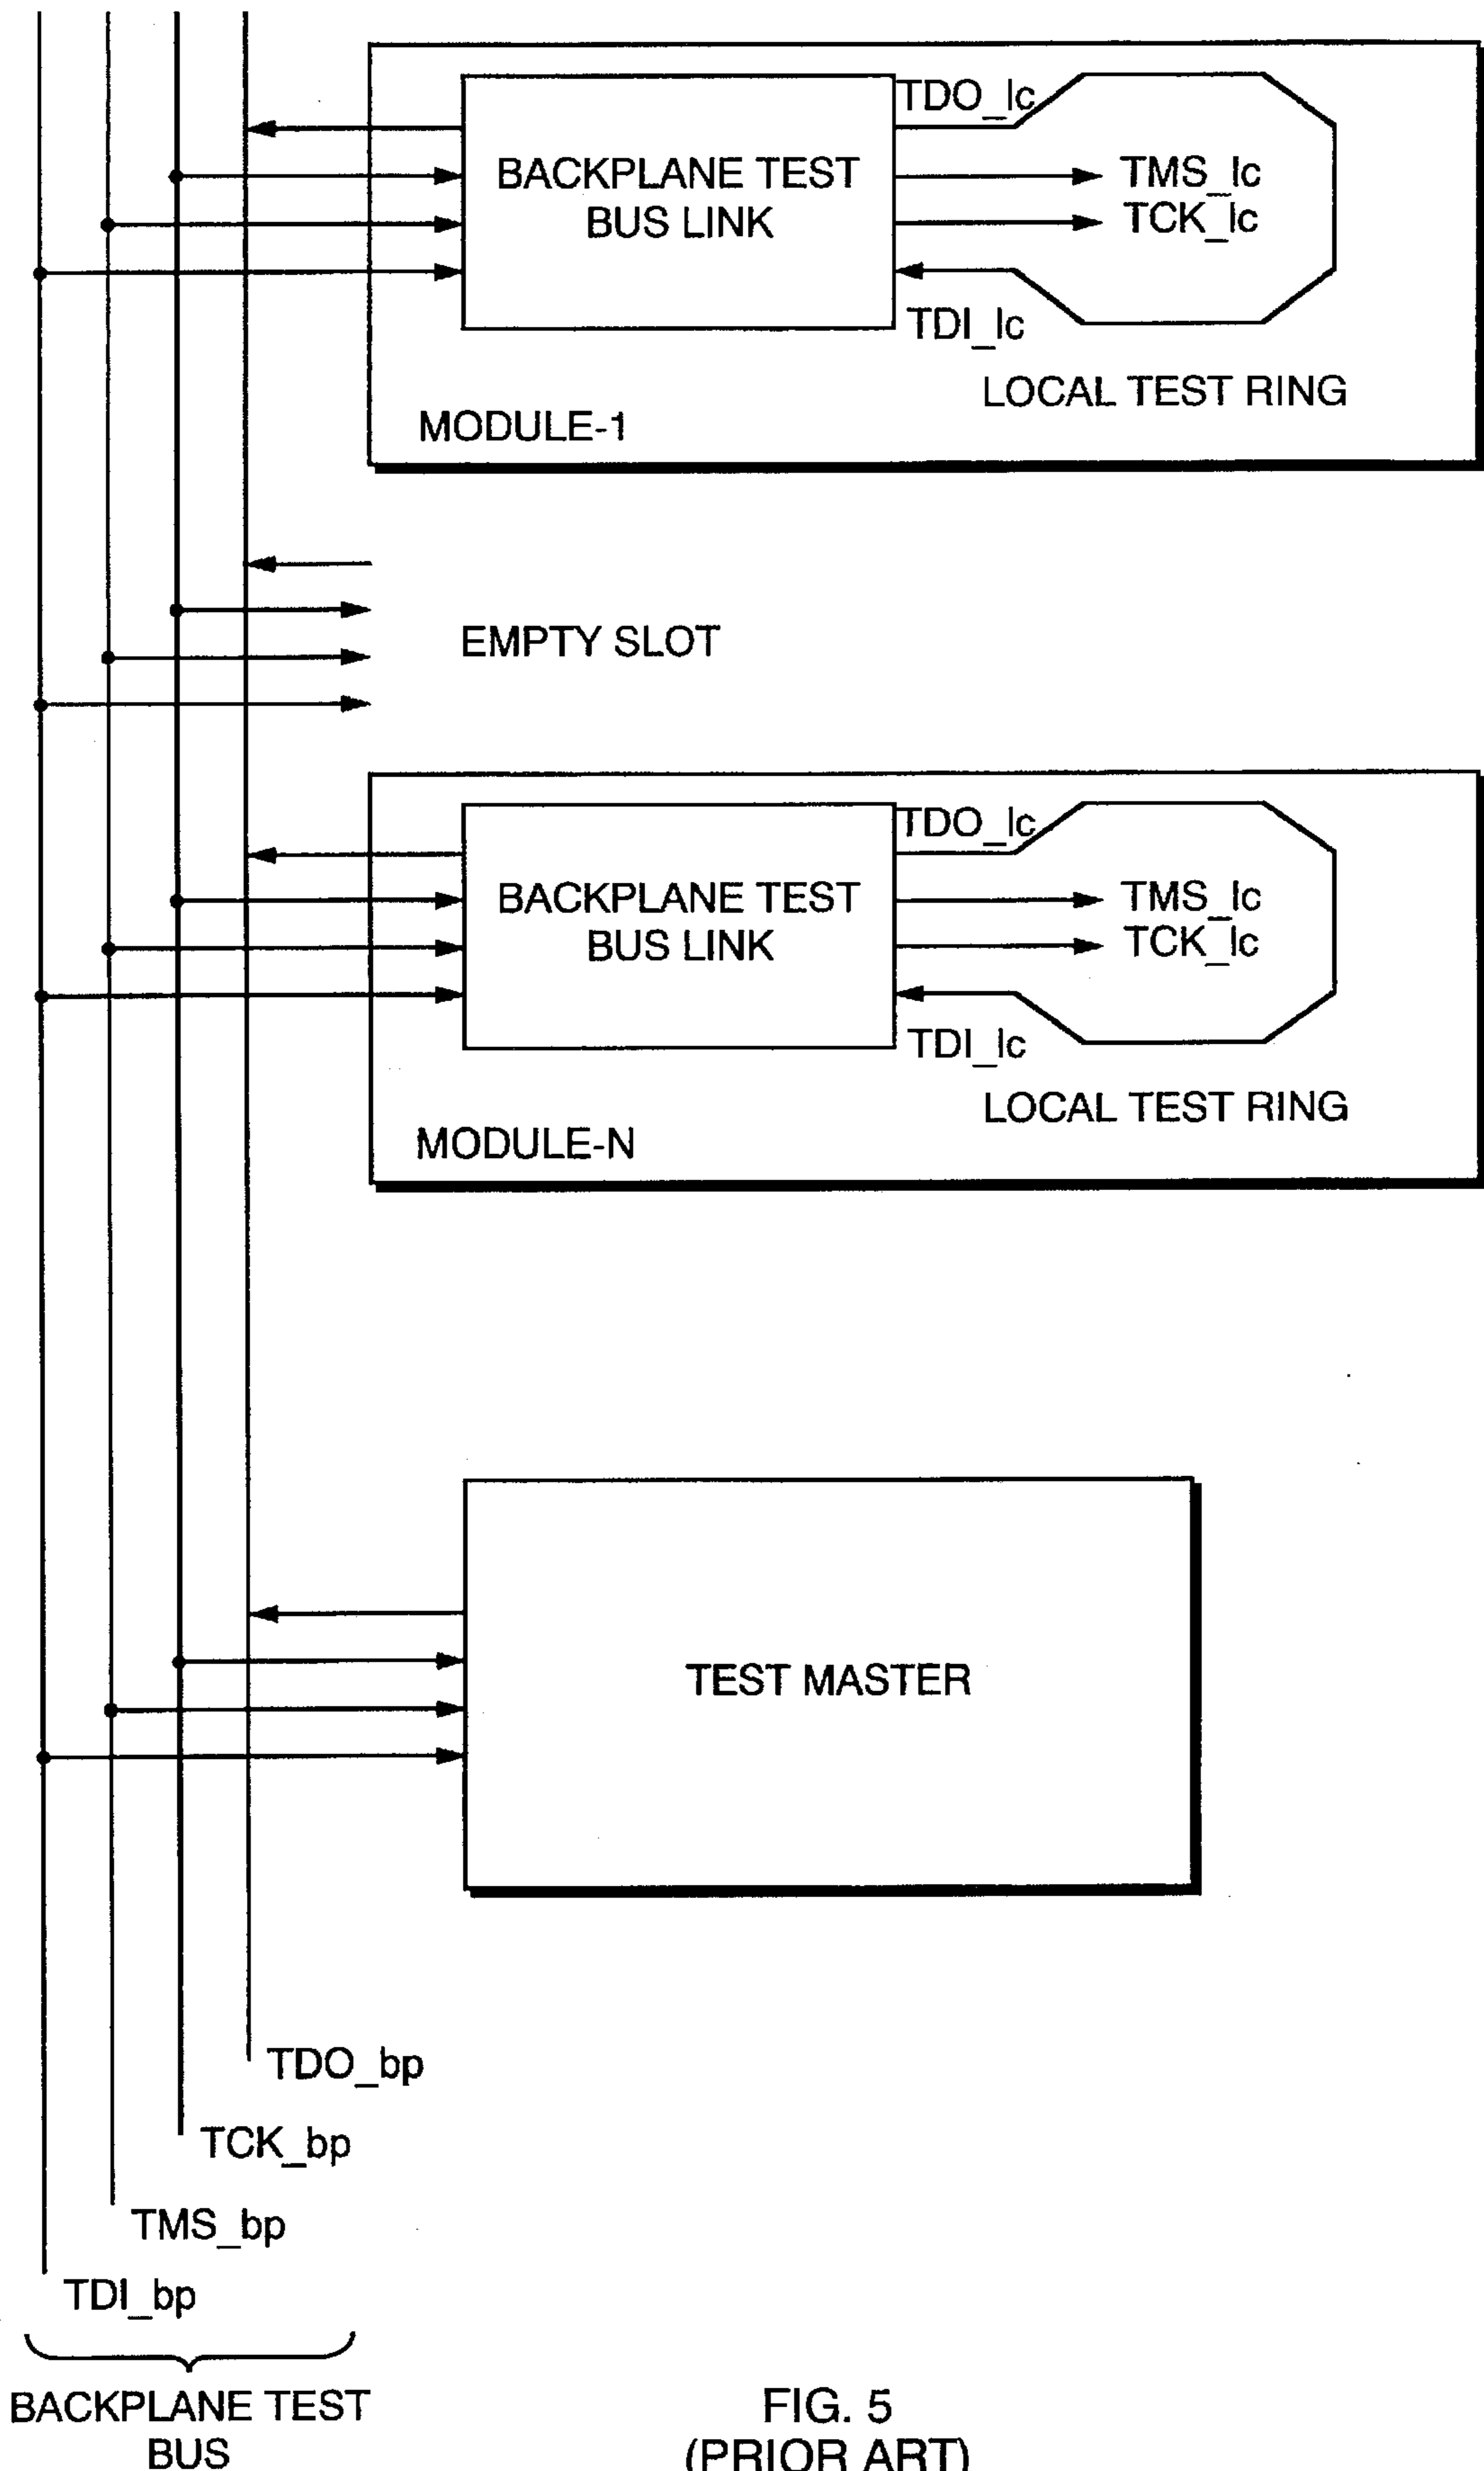 TDO_lc
BACKPLANE TEST
BUS LINK
TMS_lc
TCK_lc
TDI_lc
LOCAL TEST RING
MODULE-1
EMPTY SLOT
TDO_lc
BACKPLANE TEST
BUS LINK
TMS_lc
TCK_lc
TDI_lc
LOCAL TEST RING
MODULE-N
TEST MASTER
TDO_bp
TCK_bp
TMS_bp
TDI_bp
BACKPLANE TEST
BUS
FIG. 5
(PRIOR ART)